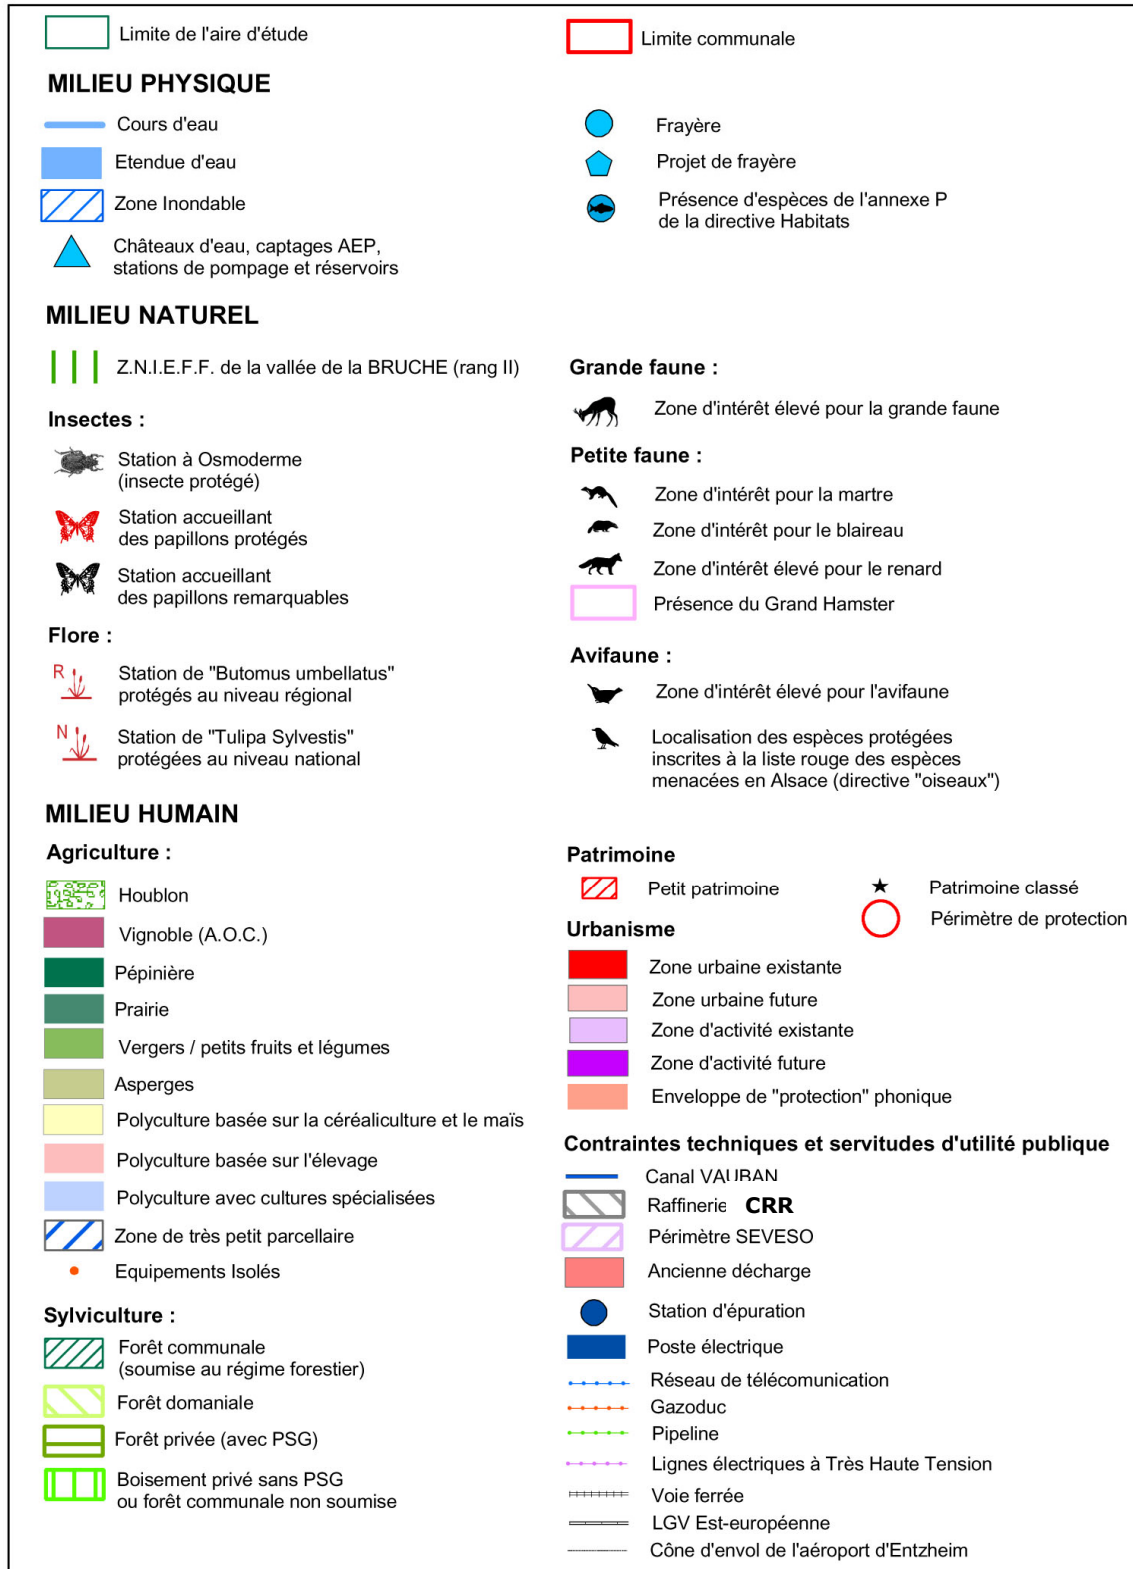 Limite de l'aire d'étude
Limite communale
MILIEU PHYSIQUE
Cours d'eau
Etendue d'eau
Zone Inondable
Châteaux d'eau, captages AEP,
stations de pompage et réservoirs
Frayère
Projet de frayère
Présence d'espèces de l'annexe P
de la directive Habitats
MILIEU NATUREL
Z.N.I.E.F.F. de la vallée de la BRUCHE (rang II)
Insectes :
Station à Osmoderme
(insecte protégé)
Station accueillant
des papillons protégés
Station accueillant
des papillons remarquables
Flore :
R
Station de "Butomus umbellatus"
protégés au niveau régional
N
Station de "Tulipa Sylvestis"
protégées au niveau national
Grande faune :
Zone d'intérêt élevé pour la grande faune
Petite faune :
Zone d'intérêt pour la martre
Zone d'intérêt pour le blaireau
Zone d'intérêt élevé pour le renard
Présence du Grand Hamster
Avifaune :
Zone d'intérêt élevé pour l'avifaune
Localisation des espèces protégées
inscrites à la liste rouge des espèces
menacées en Alsace (directive "oiseaux")
MILIEU HUMAIN
Agriculture :
Houblon
Vignoble (A.O.C.)
Pépinière
Prairie
Vergers / petits fruits et légumes
Asperges
Polyculture basée sur la céréaliculture et le maïs
Polyculture basée sur l'élevage
Polyculture avec cultures spécialisées
Zone de très petit parcellaire
Equipements Isolés
Sylviculture :
Forêt communale
(soumise au régime forestier)
Forêt domaniale
Forêt privée (avec PSG)
Boisement privé sans PSG
ou forêt communale non soumise
Patrimoine
Petit patrimoine
Patrimoine classé
Périmètre de protection
Urbanisme
Zone urbaine existante
Zone urbaine future
Zone d'activité existante
Zone d'activité future
Enveloppe de "protection" phonique
Contraintes techniques et servitudes d'utilité publique
Canal VAUBAN
Raffinerie CRR
Périmètre SEVESO
Ancienne décharge
Station d'épuration
Poste électrique
Réseau de télécomunication
Gazoduc
Pipeline
Lignes électriques à Très Haute Tension
Voie ferrée
LGV Est-européenne
Cône d'envol de l'aéroport d'Entzheim